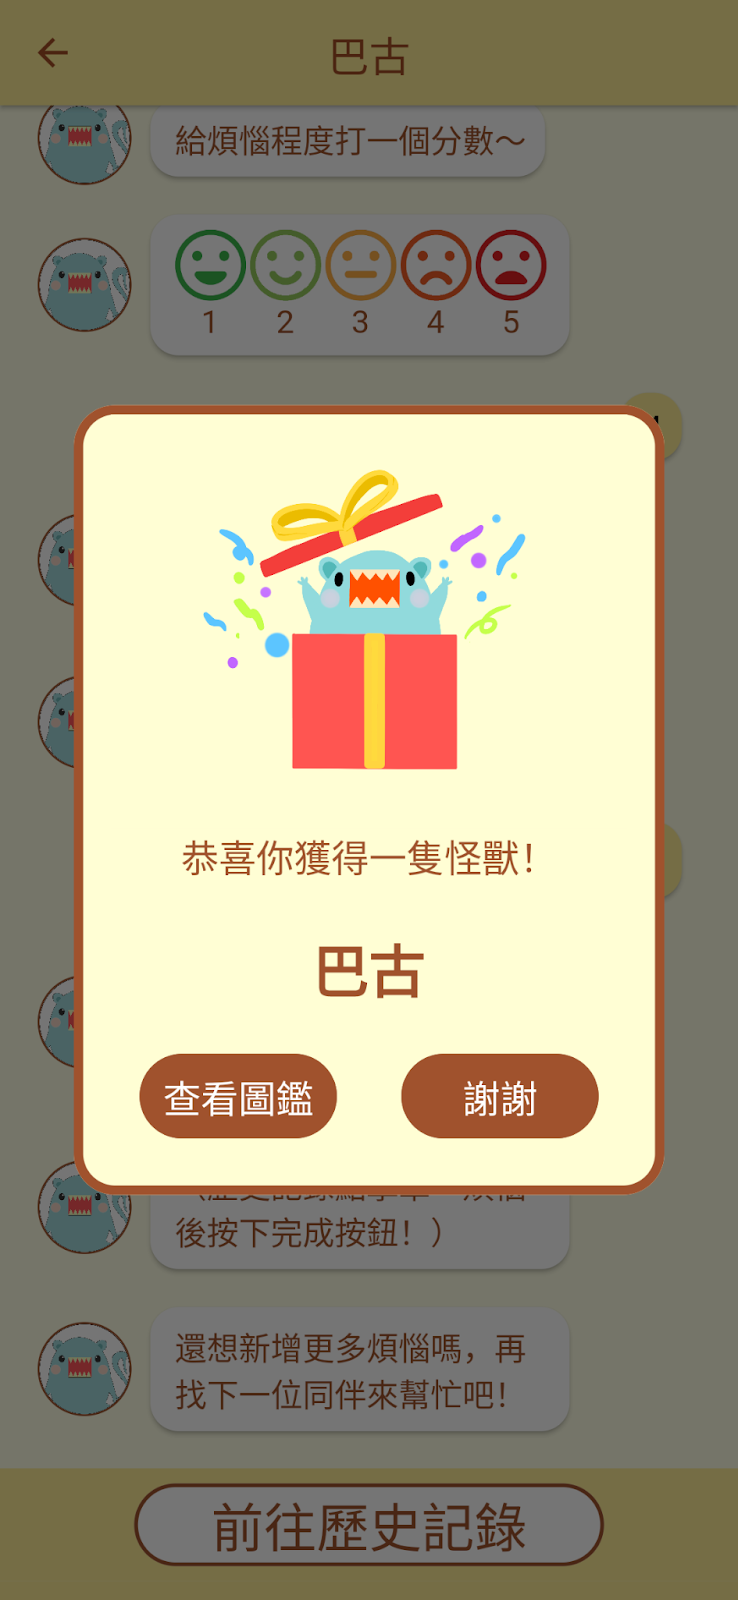 巴古
給煩惱程度打一個分數～
1 2 3 4 5
恭喜你獲得一隻怪獸！
巴古
查看圖鑑
謝謝
後按下完成按鈕！）
還想新增更多煩惱嗎，再
找下一位同伴來幫忙吧！
前往歷史記錄